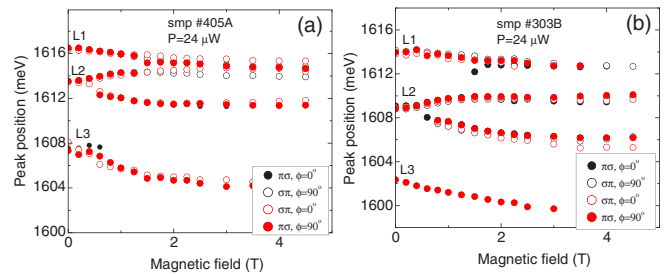 smp #405A
(a)
P=24 μW
L1
L2
L3
Peak position (meV)
1616
1612
1608
1604
1600
0
2
4
Magnetic field (T)
πσ, ϕ=0°
σπ, ϕ=90°
σπ, ϕ=0°
πσ, ϕ=90°
smp #303B
(b)
P=24 μW
L1
L2
L3
Peak position (meV)
1616
1612
1608
1604
1600
0
2
4
Magnetic field (T)
πσ, ϕ=0°
σπ, ϕ=90°
σπ, ϕ=0°
πσ, ϕ=90°